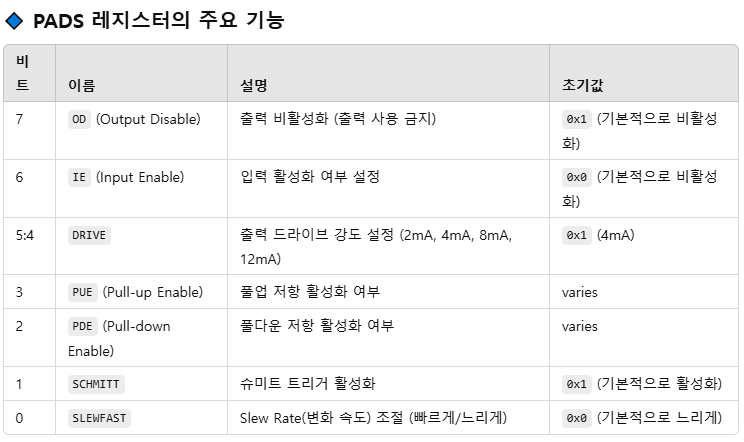 PADS 레지스터의 주요 기능
비
트
이름
설명
초기값
7
OD (Output Disable)
출력 비활성화 (출력 사용 금지)
0x1 (기본적으로 비활성
화)
6
IE (Input Enable)
입력 활성화 여부 설정
0x0 (기본적으로 비활성
화)
5:4
DRIVE
출력 드라이브 강도 설정 (2mA, 4mA, 8mA,
12mA)
0x1 (4mA)
3
PUE (Pull-up Enable)
풀업 저항 활성화 여부
varies
2
PDE (Pull-down
Enable)
풀다운 저항 활성화 여부
varies
1
SCHMITT
슈미트 트리거 활성화
0x1 (기본적으로 활성화)
0
SLEWFAST
Slew Rate(변화 속도) 조절 (빠르게/느리게)
0x0 (기본적으로 느리게)